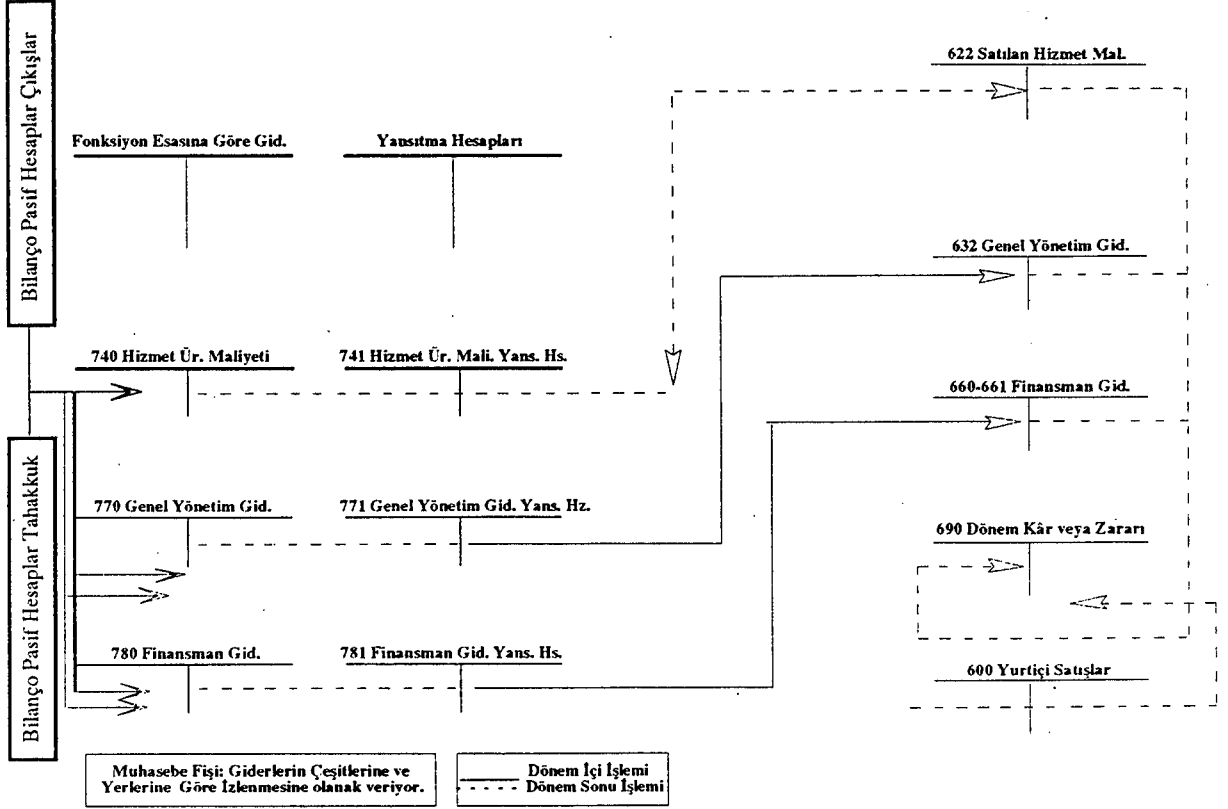 Bilanço Pasif Hesaplar Çıkışlar
622 Satılan Hizmet Mal.
Fonksiyon Esasına Göre Gid.
Yansıtma Hesapları
632 Genel Yönetim Gid.
740 Hizmet Ür. Maliyeti
741 Hizmet Ür. Mali. Yans. Hs.
660-661 Finansman Gid.
Bilanço Pasif Hesaplar Tahakkuk
770 Genel Yönetim Gid.
771 Genel Yönetim Gid. Yans. Hz.
690 Dönem Kâr veya Zararı
780 Finansman Gid.
781 Finansman Gid. Yans. Hs.
600 Yurtiçi Satışlar
Muhasebe Fişi: Giderlerin Çeşitlerine ve
Yerlerine Göre İzlenmesine olanak veriyor.
Dönem İçi İşlemi
Dönem Sonu İşlemi